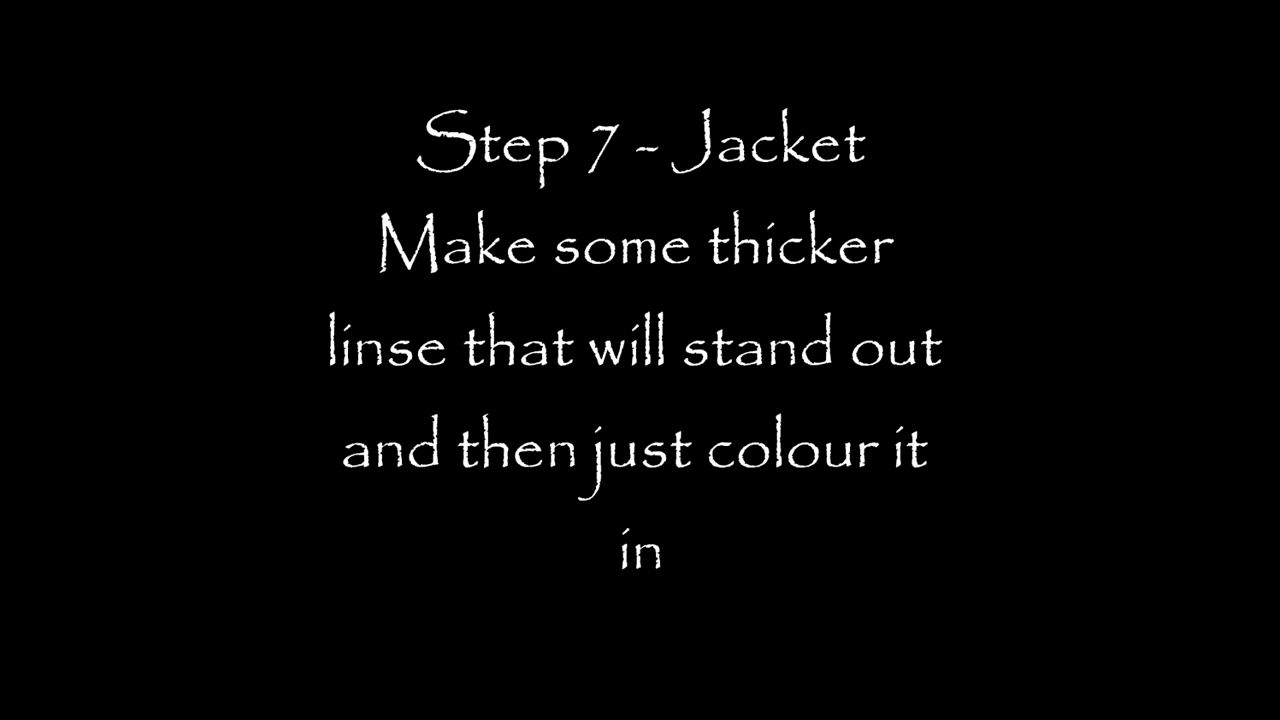 Step 7 - Jacket
Make some thicker
linse that will stand out
and then just colour it
in